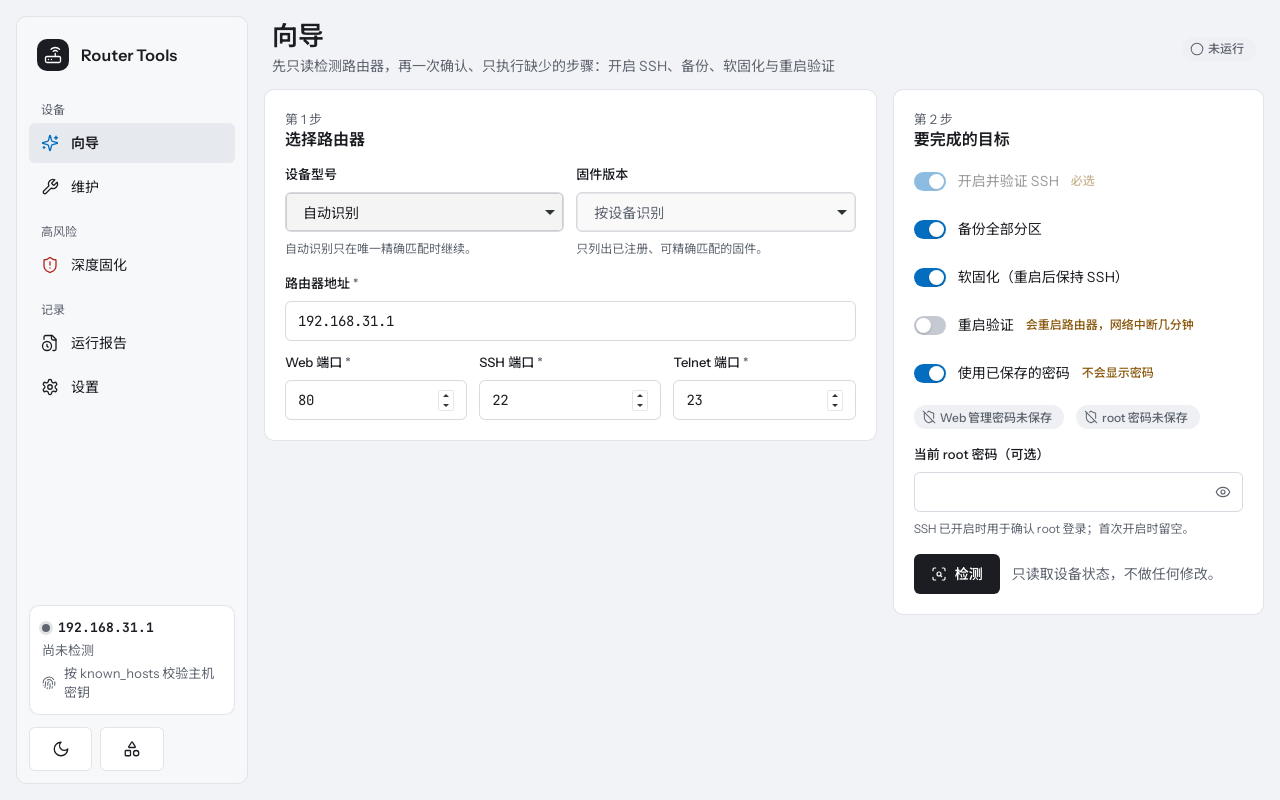 Router Tools
设备
向导
维护
高风险
深度固化
记录
运行报告
设置
192.168.31.1
尚未检测
按 known_hosts 校验主机
密钥
向导
先只读检测路由器，再一次确认、只执行缺少的步骤：开启 SSH、备份、软固化与重启验证
未运行
第 1 步
选择路由器
设备型号
自动识别
自动识别只在唯一精确匹配时继续。
固件版本
按设备识别
只列出已注册、可精确匹配的固件。
路由器地址 *
192.168.31.1
Web 端口 *
80
SSH 端口 *
22
Telnet 端口 *
23
第 2 步
要完成的目标
开启并验证 SSH 必选
备份全部分区
软固化（重启后保持 SSH）
重启验证 会重启路由器，网络中断几分钟
使用已保存的密码 不会显示密码
Web 管理密码未保存
root 密码未保存
当前 root 密码（可选）
SSH 已开启时用于确认 root 登录；首次开启时留空。
检测
只读取设备状态，不做任何修改。